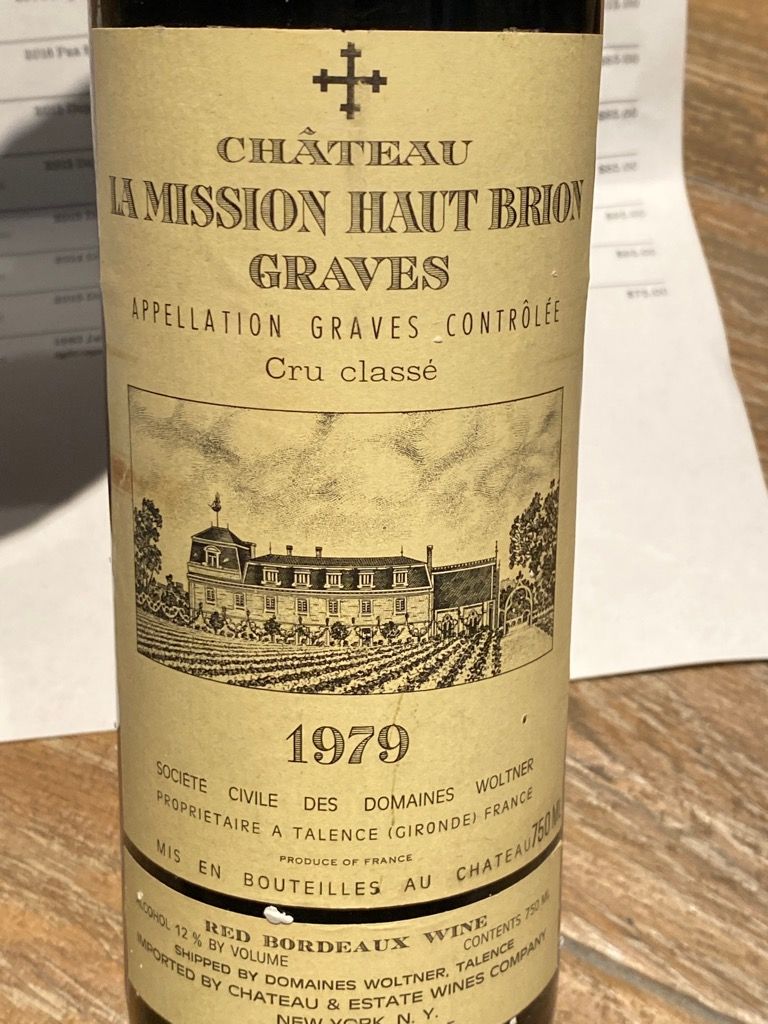 CHÂTEAU
LA MISSION HAUT BRION
GRAVES
APPELLATION GRAVES CONTRÔLÉE
Cru classé
1979
SOCIETE CIVILE DES DOMAINES WOLTNER
PROPRIETAIRE A TALENCE (GIRONDE) FRANCE
PRODUCE OF FRANCE
MIS EN BOUTEILLES AU CHATEAU 750 ML
RED BORDEAUX WINE
ALCOHOL 12 % BY VOLUME
CONTENTS 750 ML
SHIPPED BY DOMAINES WOLTNER, TALENCE
IMPORTED BY CHATEAU & ESTATE WINES COMPANY
NEW YORK, N. Y.